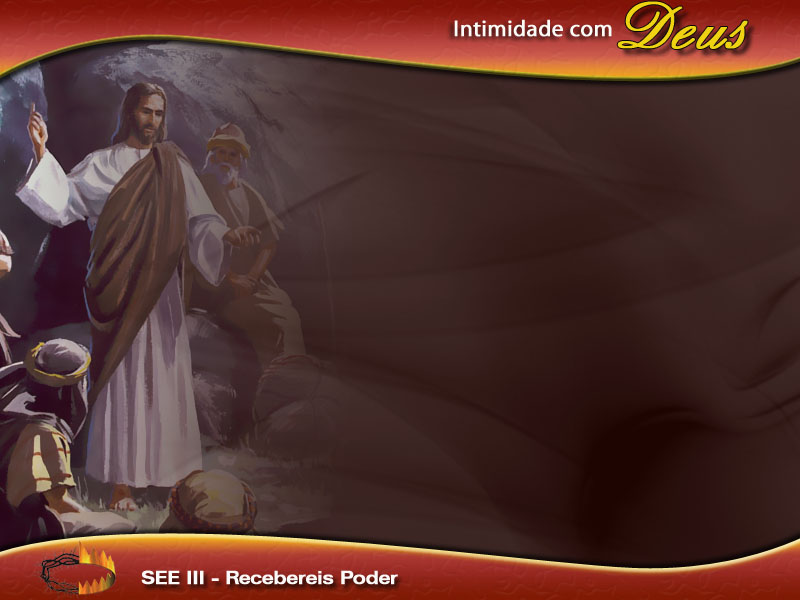 Intimidade com Deus
SEE III - Recebereis Poder